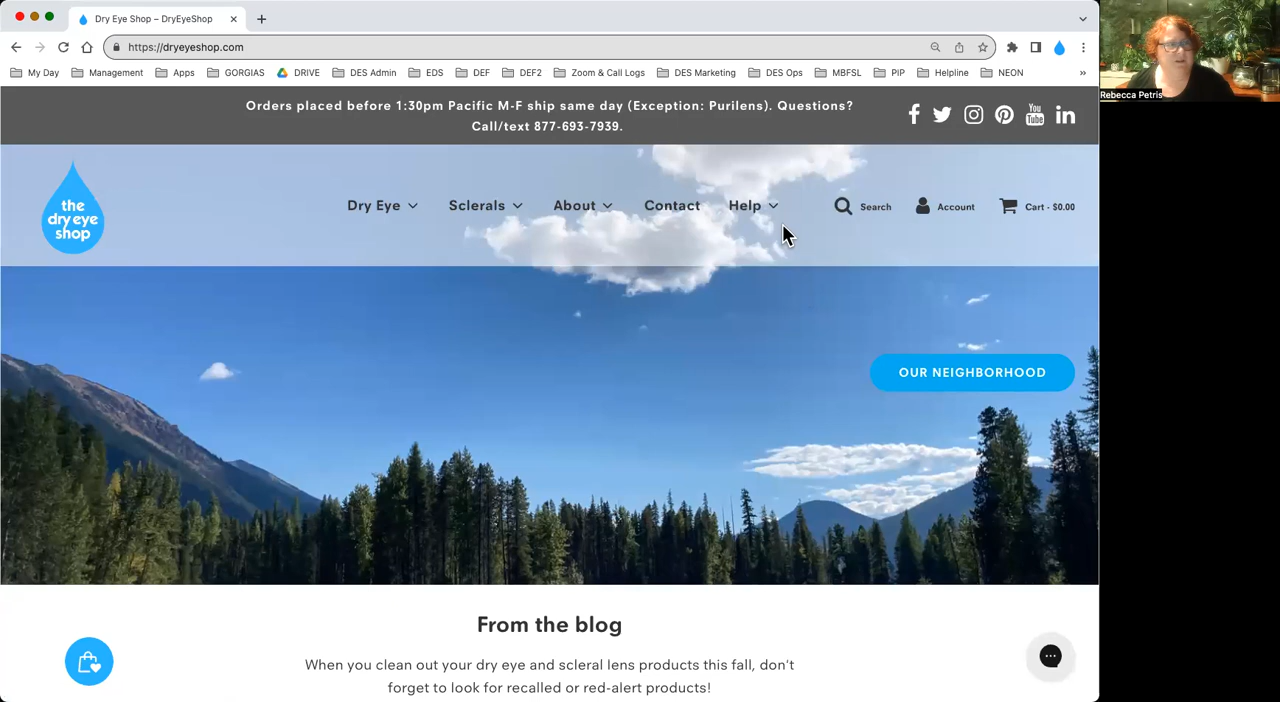 Dry Eye Shop – DryEyeShop
https://dryeyeshop.com
My Day Management Apps GORGIAS DRIVE DES Admin EDS DEF DEF2 Zoom & Call Logs DES Marketing DES Ops MBFSL PIP Helpline NEON »
Rebecca Petris
Orders placed before 1:30pm Pacific M-F ship same day (Exception: Purilens). Questions?
Call/text 877-693-7939.
You
Tube
the
dry eye
shop
Dry Eye Sclerals About Contact Help Search Account Cart - $0.00
OUR NEIGHBORHOOD
From the blog
When you clean out your dry eye and scleral lens products this fall, don't
forget to look for recalled or red-alert products!